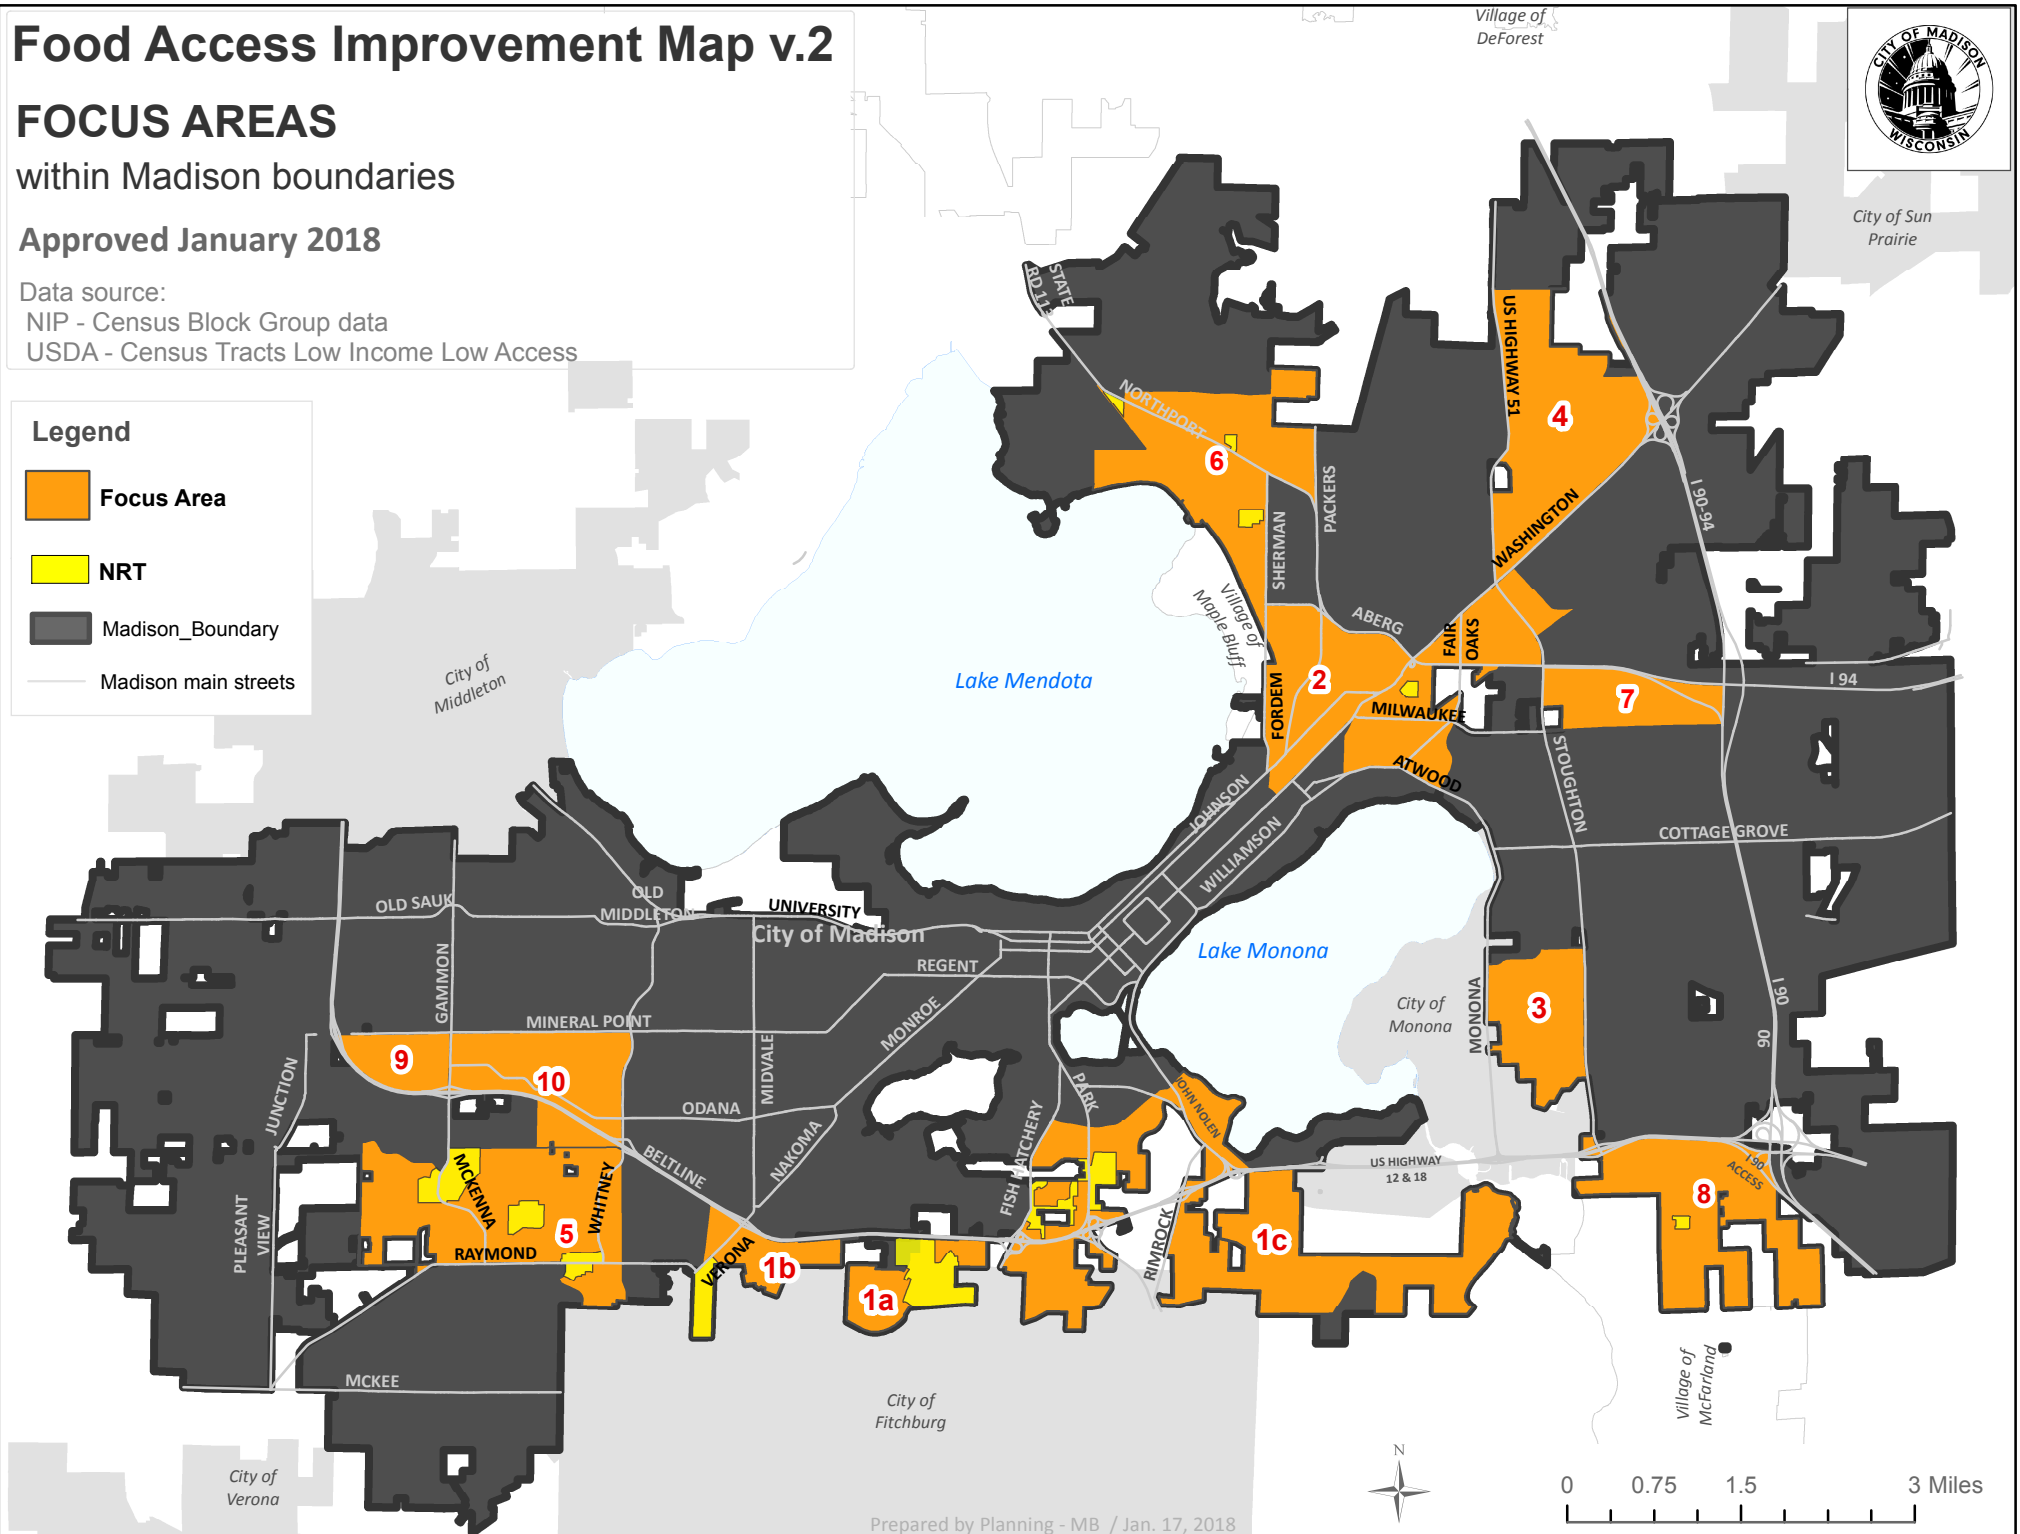 Food Access Improvement Map v.2
FOCUS AREAS
within Madison boundaries
Approved January 2018
Data source:
NIP - Census Block Group data
USDA - Census Tracts Low Income Low Access
Legend
Focus Area
NRT
Madison_Boundary
Madison main streets
Village of
DeForest
CITY OF MADISON
WISCONSIN
City of Sun
Prairie
STATE
RD 113
US HIGHWAY 51
4
NORTHPORT
6
PACKERS
SHERMAN
WASHINGTON
I 90-94
Village of
Maple Bluff
ABERG
FAIR
OAKS
City of
Middleton
Lake Mendota
2
FORDEM
MILWAUKEE
7
I 94
ATWOOD
STOUGHTON
JOHNSON
WILLIAMSON
COTTAGE GROVE
OLD SAUK
OLD
MIDDLETON
UNIVERSITY
City of Madison
REGENT
Lake Monona
GAMMON
MINERAL POINT
MONROE
City of
Monona
MONONA
3
I 90
90
9
10
JUNCTION
MIDVALE
ODANA
PARK
JOHN NOLEN
FISH HATCHERY
NAKOMA
BELTLINE
MCKENNA
WHITNEY
US HIGHWAY
12 & 18
I 90
ACCESS
8
PLEASANT
VIEW
5
RAYMOND
VERONA
1b
1a
RIMROCK
1c
MCKEE
City of
Fitchburg
Village of
McFarland
City of
Verona
N
0 0.75 1.5 3 Miles
Prepared by Planning - MB / Jan. 17, 2018